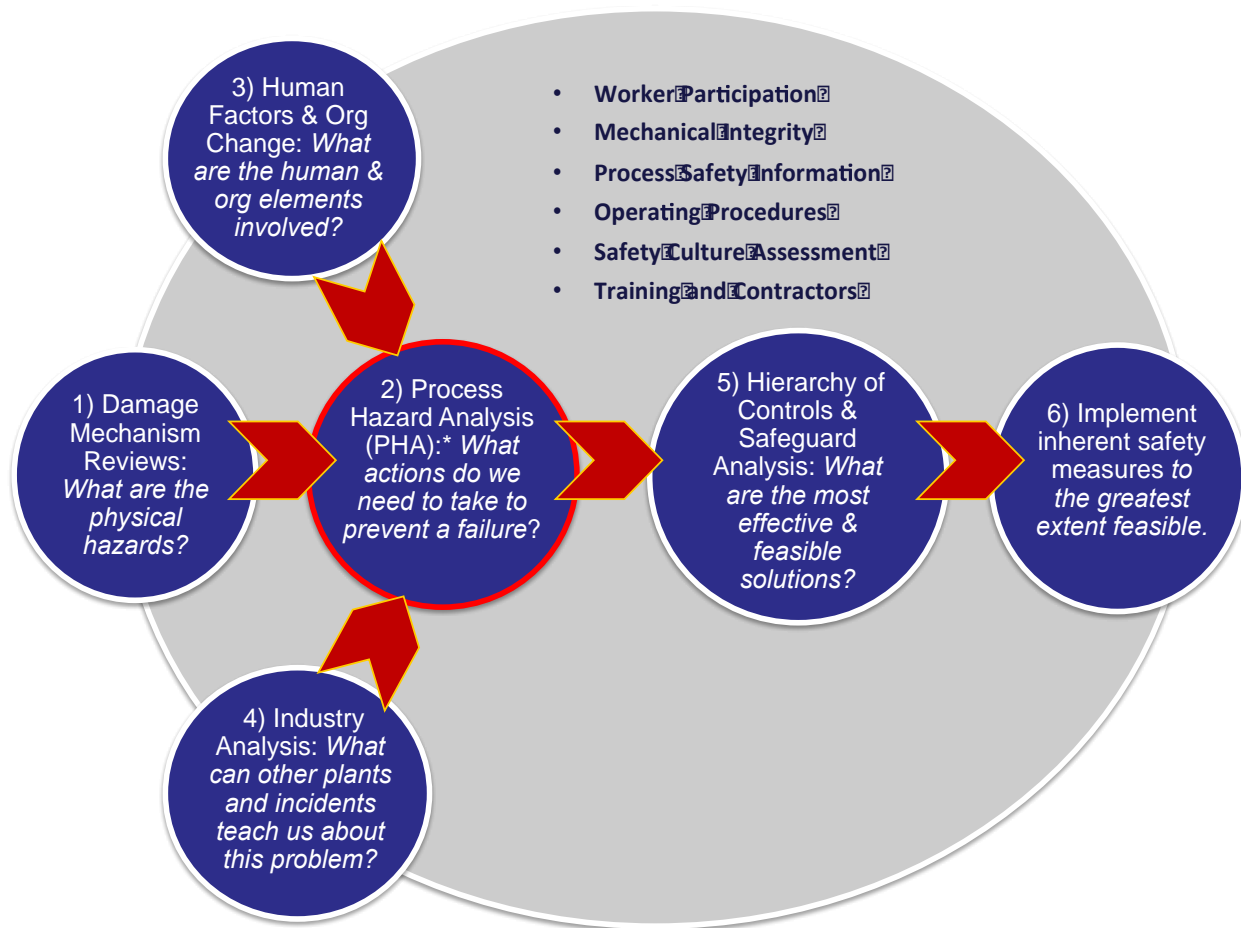 3) Human
Factors & Org
Change: What
are the human &
org elements
involved?
• Worker Participation
• Mechanical Integrity
• Process Safety Information
• Operating Procedures
• Safety Culture Assessment
• Training and Contractors
1) Damage
Mechanism
Reviews:
What are the
physical
hazards?
2) Process
Hazard Analysis
(PHA):* What
actions do we
need to take to
prevent a failure?
5) Hierarchy of
Controls &
Safeguard
Analysis: What
are the most
effective &
feasible
solutions?
6) Implement
inherent safety
measures to
the greatest
extent feasible.
4) Industry
Analysis: What
can other plants
and incidents
teach us about
this problem?